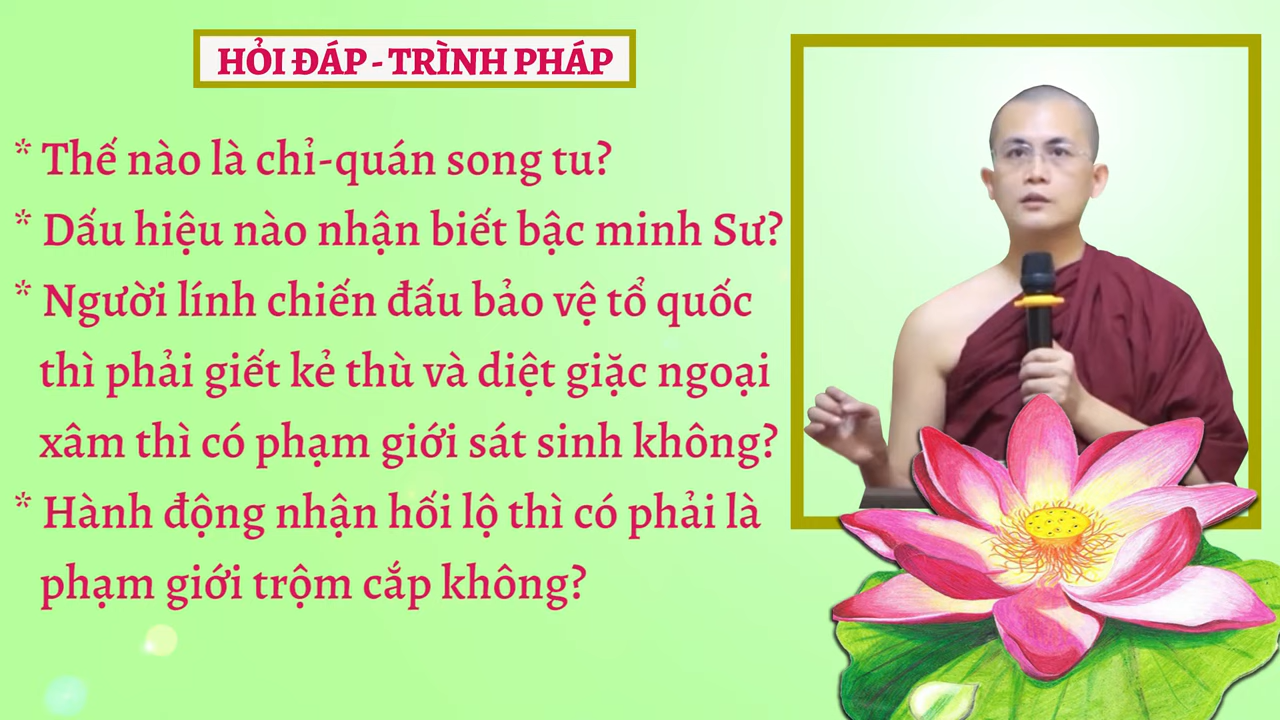 HỎI ĐÁP - TRÌNH PHÁP
* Thế nào là chỉ-quán song tu?
* Dấu hiệu nào nhận biết bậc minh Sư?
* Người lính chiến đấu bảo vệ tổ quốc
thì phải giết kẻ thù và diệt giặc ngoại
xâm thì có phạm giới sát sinh không?
* Hành động nhận hối lộ thì có phải là
phạm giới trộm cắp không?